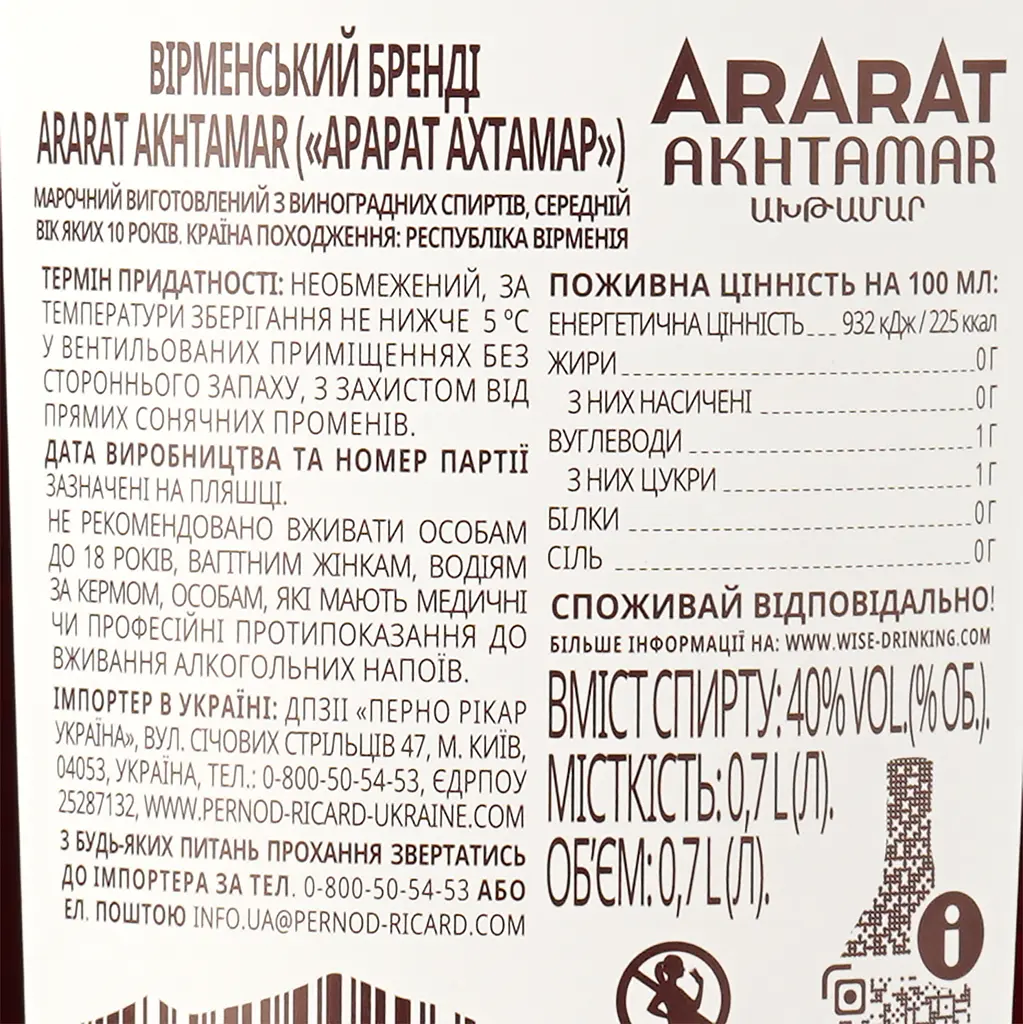 ВІРМЕНСЬКИЙ БРЕНДІ
ARARAT AKHTAMAR («АРАРАТ АХТАМАР»)
МАРОЧНИЙ ВИГОТОВЛЕНИЙ З ВИНОГРАДНИХ СПИРТІВ, СЕРЕДНІЙ
ВІК ЯКИХ 10 РОКІВ. КРАЇНА ПОХОДЖЕННЯ: РЕСПУБЛІКА ВІРМЕНІЯ
ARARAT
AKHTAMAR
ԱԽԹԱՄԱՐ
ТЕРМІН ПРИДАТНОСТІ: НЕОБМЕЖЕНИЙ, ЗА
ТЕМПЕРАТУРИ ЗБЕРІГАННЯ НЕ НИЖЧЕ 5 °C
У ВЕНТИЛЬОВАНИХ ПРИМІЩЕННЯХ БЕЗ
СТОРОННЬОГО ЗАПАХУ, З ЗАХИСТОМ ВІД
ПРЯМИХ СОНЯЧНИХ ПРОМЕНІВ.
ДАТА ВИРОБНИЦТВА ТА НОМЕР ПАРТІЇ
ЗАЗНАЧЕНІ НА ПЛЯШЦІ.
НЕ РЕКОМЕНДОВАНО ВЖИВАТИ ОСОБАМ
ДО 18 РОКІВ, ВАГІТНИМ ЖІНКАМ, ВОДІЯМ
ЗА КЕРМОМ, ОСОБАМ, ЯКІ МАЮТЬ МЕДИЧНІ
ЧИ ПРОФЕСІЙНІ ПРОТИПОКАЗАННЯ ДО
ВЖИВАННЯ АЛКОГОЛЬНИХ НАПОЇВ.
ІМПОРТЕР В УКРАЇНІ: ДПЗІІ «ПЕРНО РІКАР
УКРАЇНА», ВУЛ. СІЧОВИХ СТРІЛЬЦІВ 47, М. КИЇВ,
04053, УКРАЇНА, ТЕЛ.: 0-800-50-54-53, ЄДРПОУ
25287132, WWW.PERNOD-RICARD-UKRAINE.COM
З БУДЬ-ЯКИХ ПИТАНЬ ПРОХАННЯ ЗВЕРТАТИСЬ
ДО ІМПОРТЕРА ЗА ТЕЛ. 0-800-50-54-53 АБО
ЕЛ. ПОШТОЮ INFO.UA@PERNOD-RICARD.COM
ПОЖИВНА ЦІННІСТЬ НА 100 МЛ:
ЕНЕРГЕТИЧНА ЦІННІСТЬ 932 кДж / 225 ккал
ЖИРИ 0 Г
З НИХ НАСИЧЕНІ 0 Г
ВУГЛЕВОДИ 1 Г
З НИХ ЦУКРИ 1 Г
БІЛКИ 0 Г
СІЛЬ 0 Г
СПОЖИВАЙ ВІДПОВІДАЛЬНО!
БІЛЬШЕ ІНФОРМАЦІЇ НА: WWW.WISE-DRINKING.COM
ВМІСТ СПИРТУ: 40% VOL.(% ОБ.).
МІСТКІСТЬ: 0,7 L (Л).
ОБ'ЄМ: 0,7 L (Л).
i